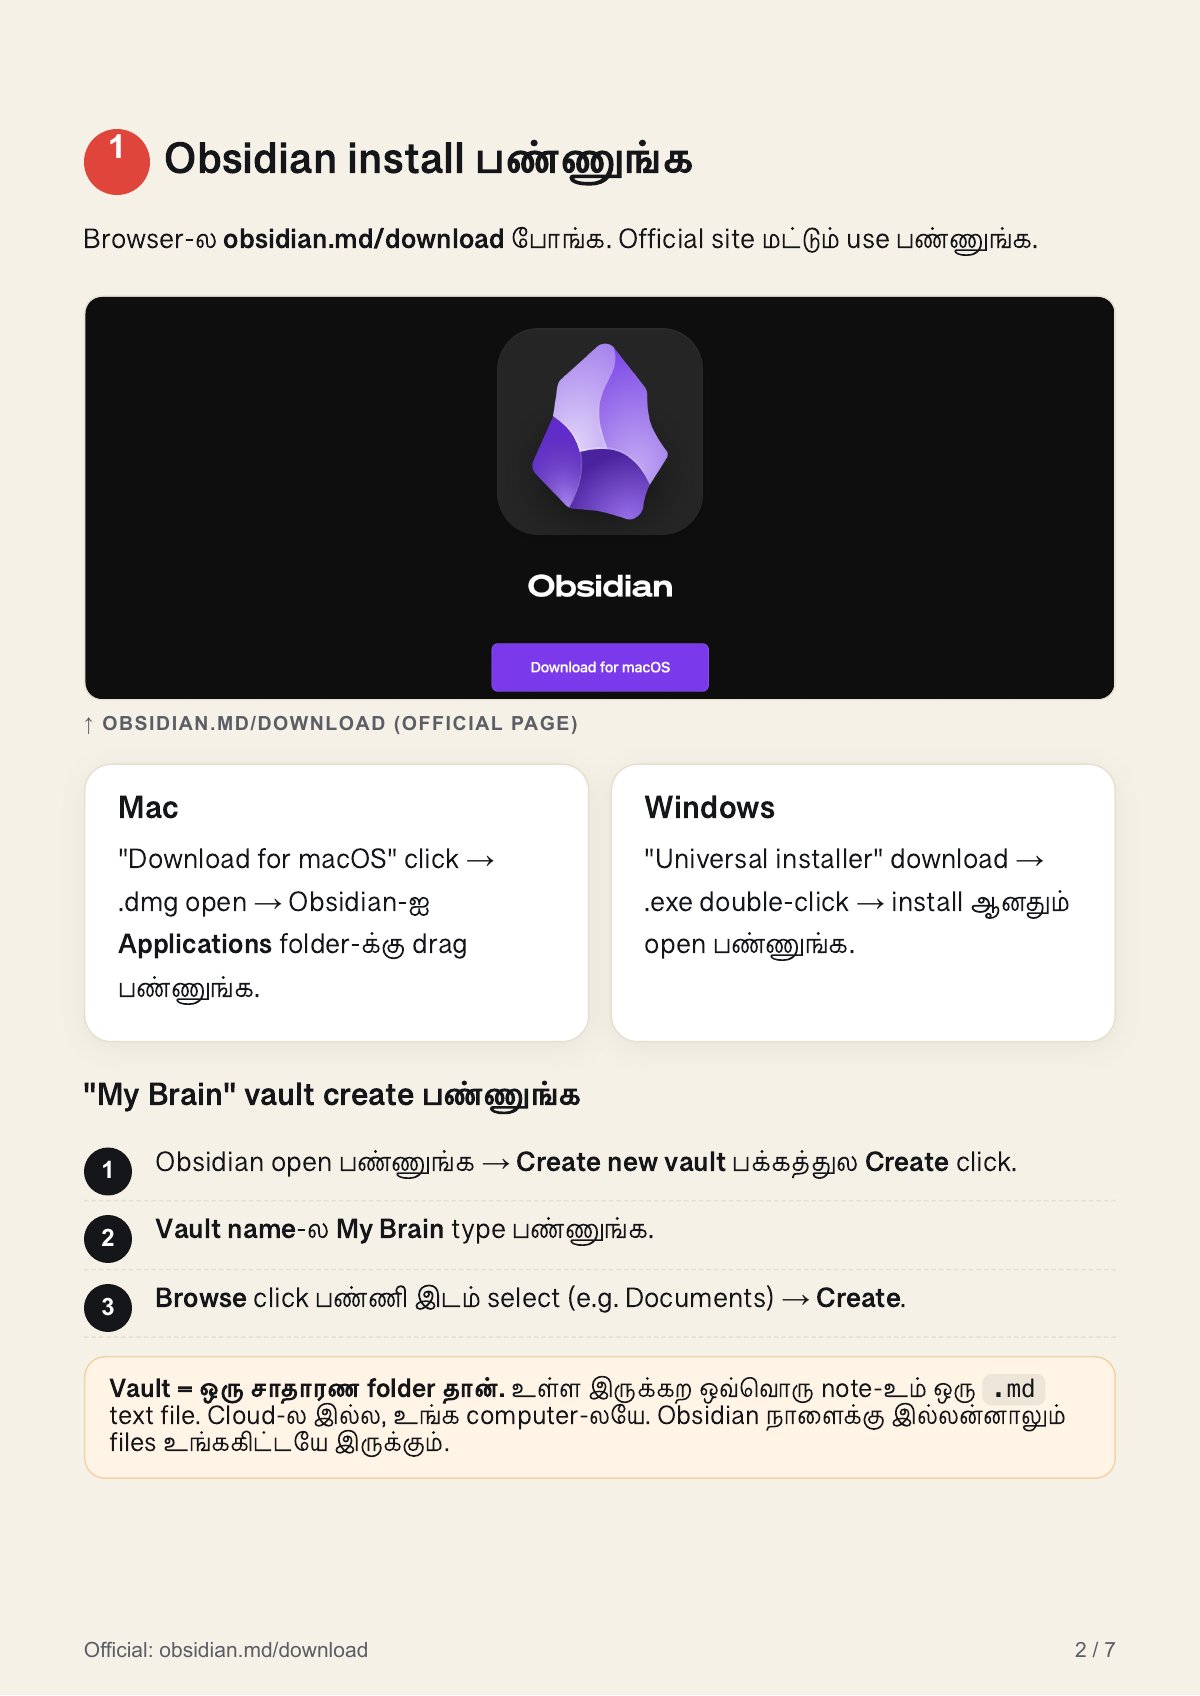 1
Obsidian install பண்ணுங்க
Browser-ல obsidian.md/download போங்க. Official site மட்டும் use பண்ணுங்க.
Obsidian
Download for macOS
↑ OBSIDIAN.MD/DOWNLOAD (OFFICIAL PAGE)
Mac
"Download for macOS" click →
.dmg open → Obsidian-ஐ
Applications folder-க்கு drag
பண்ணுங்க.
Windows
"Universal installer" download →
.exe double-click → install ஆனதும்
open பண்ணுங்க.
"My Brain" vault create பண்ணுங்க
1 Obsidian open பண்ணுங்க → Create new vault பக்கத்துல Create click.
2 Vault name-ல My Brain type பண்ணுங்க.
3 Browse click பண்ணி இடம் select (e.g. Documents) → Create.
Vault = ஒரு சாதாரண folder தான். உள்ள இருக்கற ஒவ்வொரு note-உம் ஒரு .md
text file. Cloud-ல இல்ல, உங்க computer-லயே. Obsidian நாளைக்கு இல்லன்னாலும்
files உங்ககிட்டயே இருக்கும்.
Official: obsidian.md/download
2 / 7